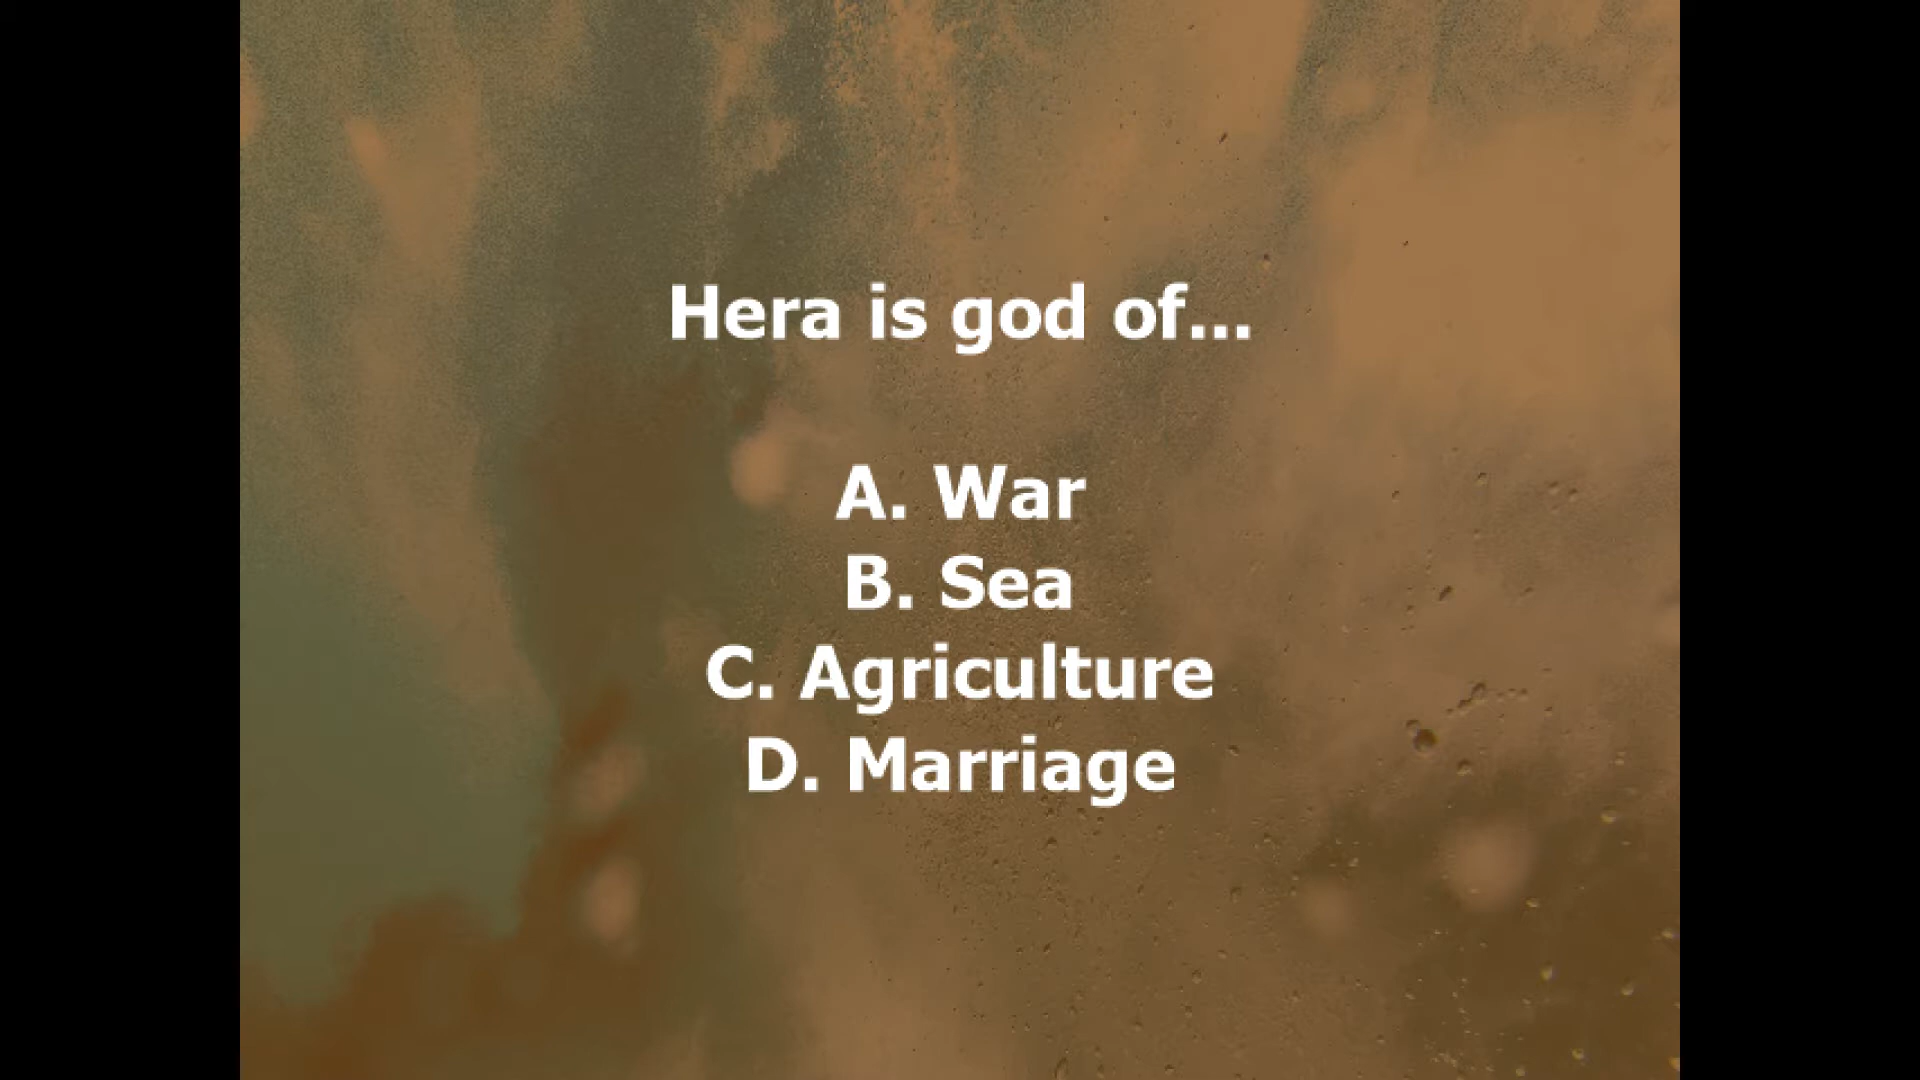 Hera is god of...
A. War
B. Sea
C. Agriculture
D. Marriage